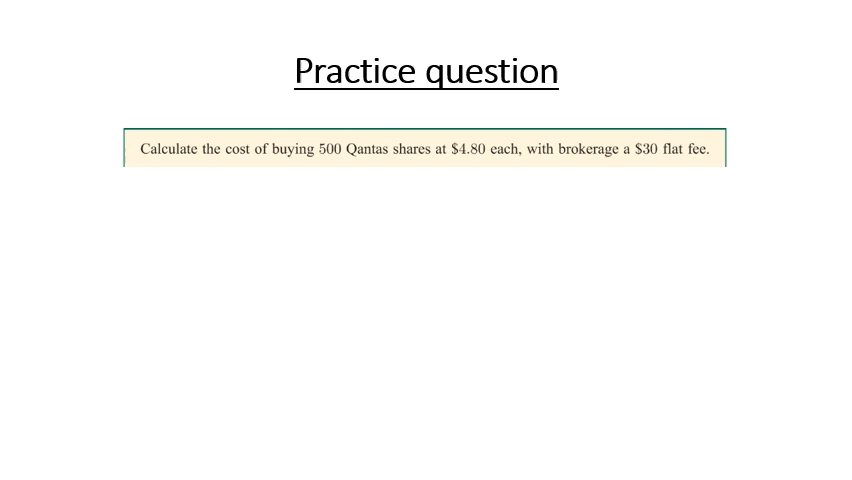 Practice question
Calculate the cost of buying 500 Qantas shares at $4.80 each, with brokerage a $30 flat fee.